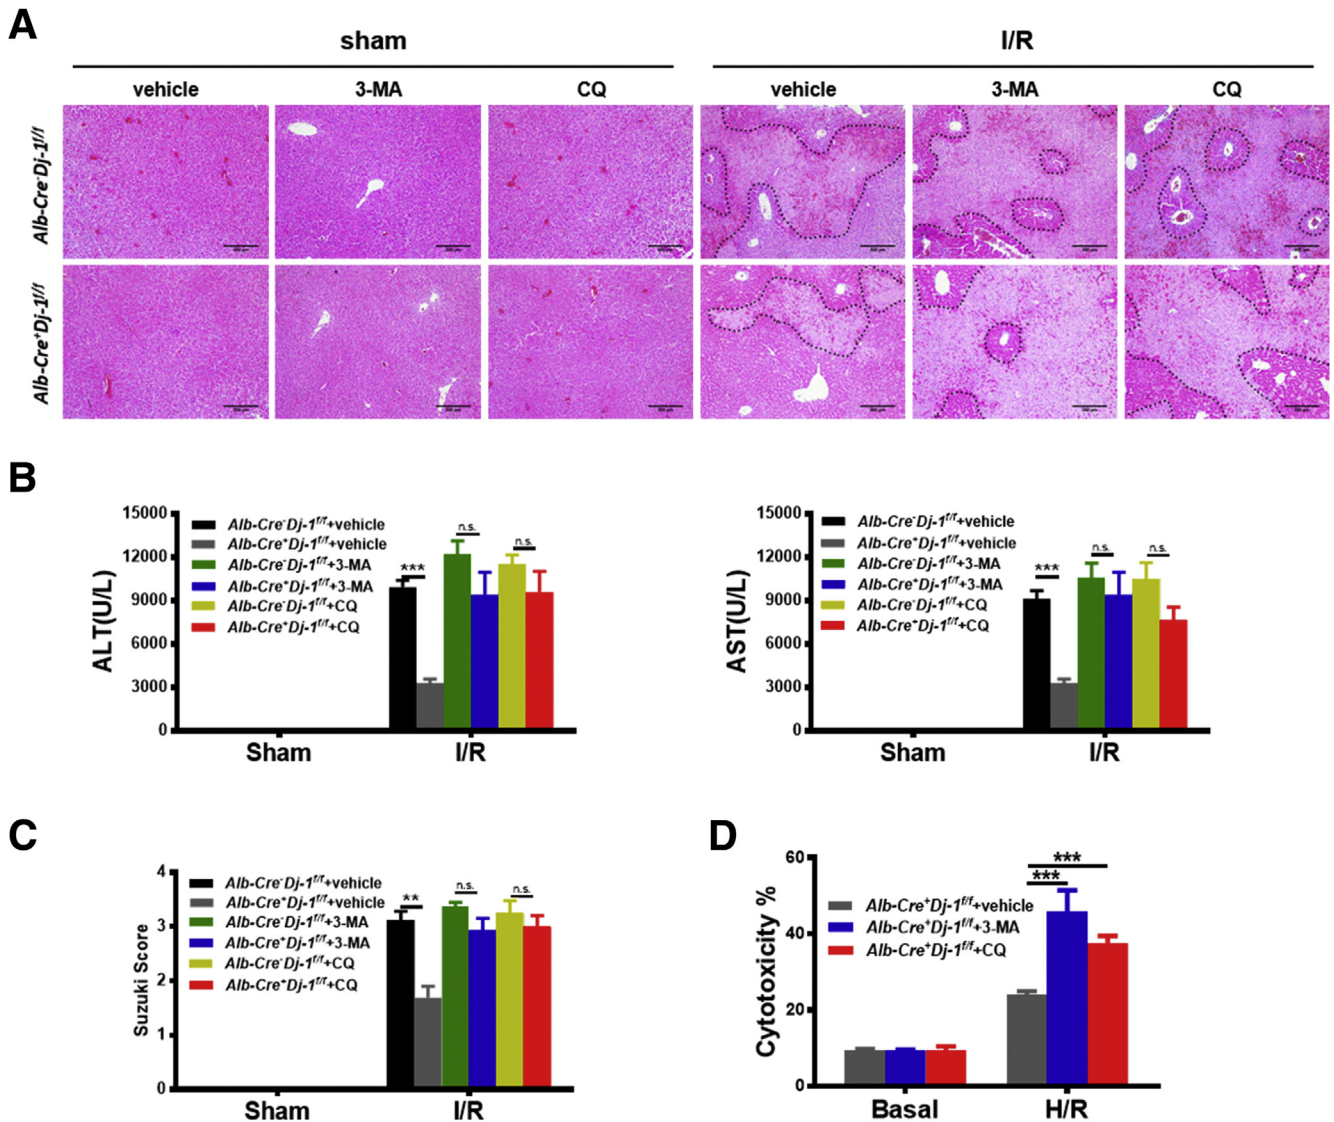 A
sham
I/R
vehicle 3-MA CQ vehicle 3-MA CQ
Alb-Cre⁻Dj-1f/f
Alb-Cre⁺Dj-1f/f
B
ALT(U/L)
15000
12000
9000
6000
3000
0
Alb-Cre⁻Dj-1f/f+vehicle
Alb-Cre⁺Dj-1f/f+vehicle
Alb-Cre⁻Dj-1f/f+3-MA
Alb-Cre⁺Dj-1f/f+3-MA
Alb-Cre⁻Dj-1f/f+CQ
Alb-Cre⁺Dj-1f/f+CQ
***
n.s.
n.s.
Sham I/R
AST(U/L)
15000
12000
9000
6000
3000
0
Alb-Cre⁻Dj-1f/f+vehicle
Alb-Cre⁺Dj-1f/f+vehicle
Alb-Cre⁻Dj-1f/f+3-MA
Alb-Cre⁺Dj-1f/f+3-MA
Alb-Cre⁻Dj-1f/f+CQ
Alb-Cre⁺Dj-1f/f+CQ
***
n.s.
n.s.
Sham I/R
C
Suzuki Score
4
3
2
1
0
Alb-Cre⁻Dj-1f/f+vehicle
Alb-Cre⁺Dj-1f/f+vehicle
Alb-Cre⁻Dj-1f/f+3-MA
Alb-Cre⁺Dj-1f/f+3-MA
Alb-Cre⁻Dj-1f/f+CQ
Alb-Cre⁺Dj-1f/f+CQ
**
n.s.
n.s.
Sham I/R
D
Cytotoxicity %
60
40
20
0
Alb-Cre⁺Dj-1f/f+vehicle
Alb-Cre⁺Dj-1f/f+3-MA
Alb-Cre⁺Dj-1f/f+CQ
***
***
Basal H/R